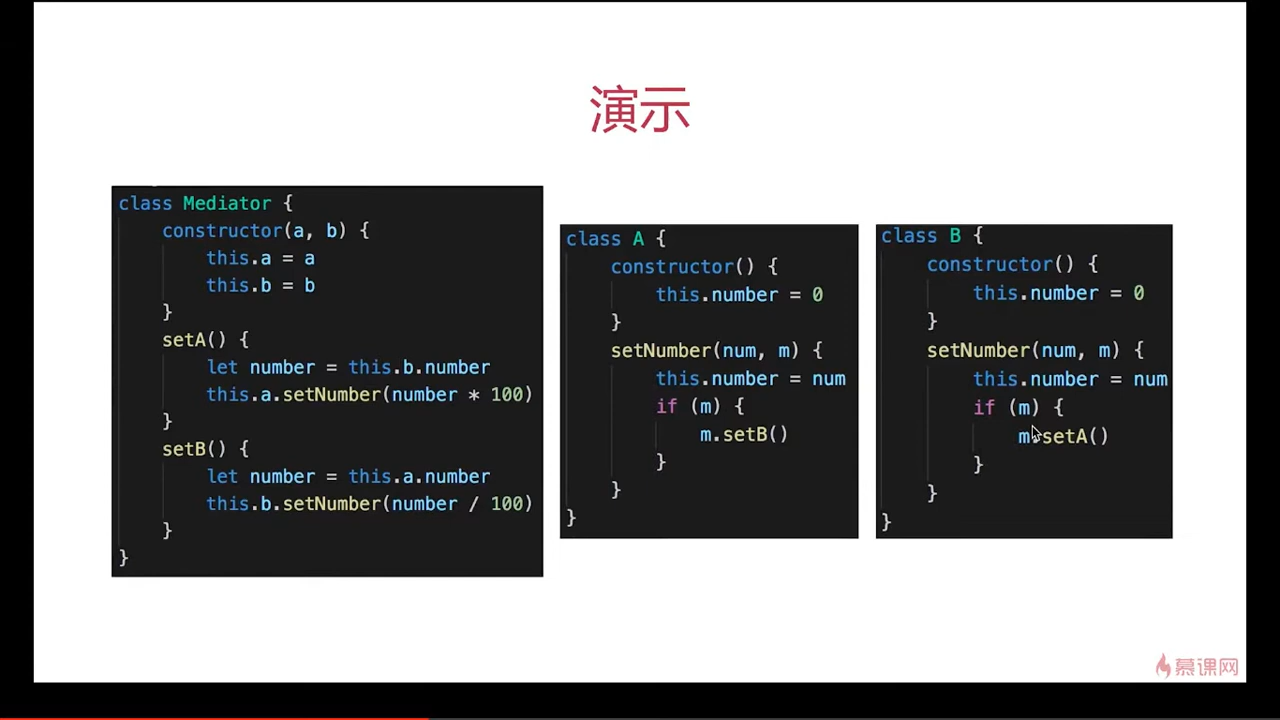 演示
class Mediator {
constructor(a, b) {
this.a = a
this.b = b
}
setA() {
let number = this.b.number
this.a.setNumber(number * 100)
}
setB() {
let number = this.a.number
this.b.setNumber(number / 100)
}
}
class A {
constructor() {
this.number = 0
}
setNumber(num, m) {
this.number = num
if (m) {
m.setB()
}
}
}
class B {
constructor() {
this.number = 0
}
setNumber(num, m) {
this.number = num
if (m) {
m.setA()
}
}
}
慕课网